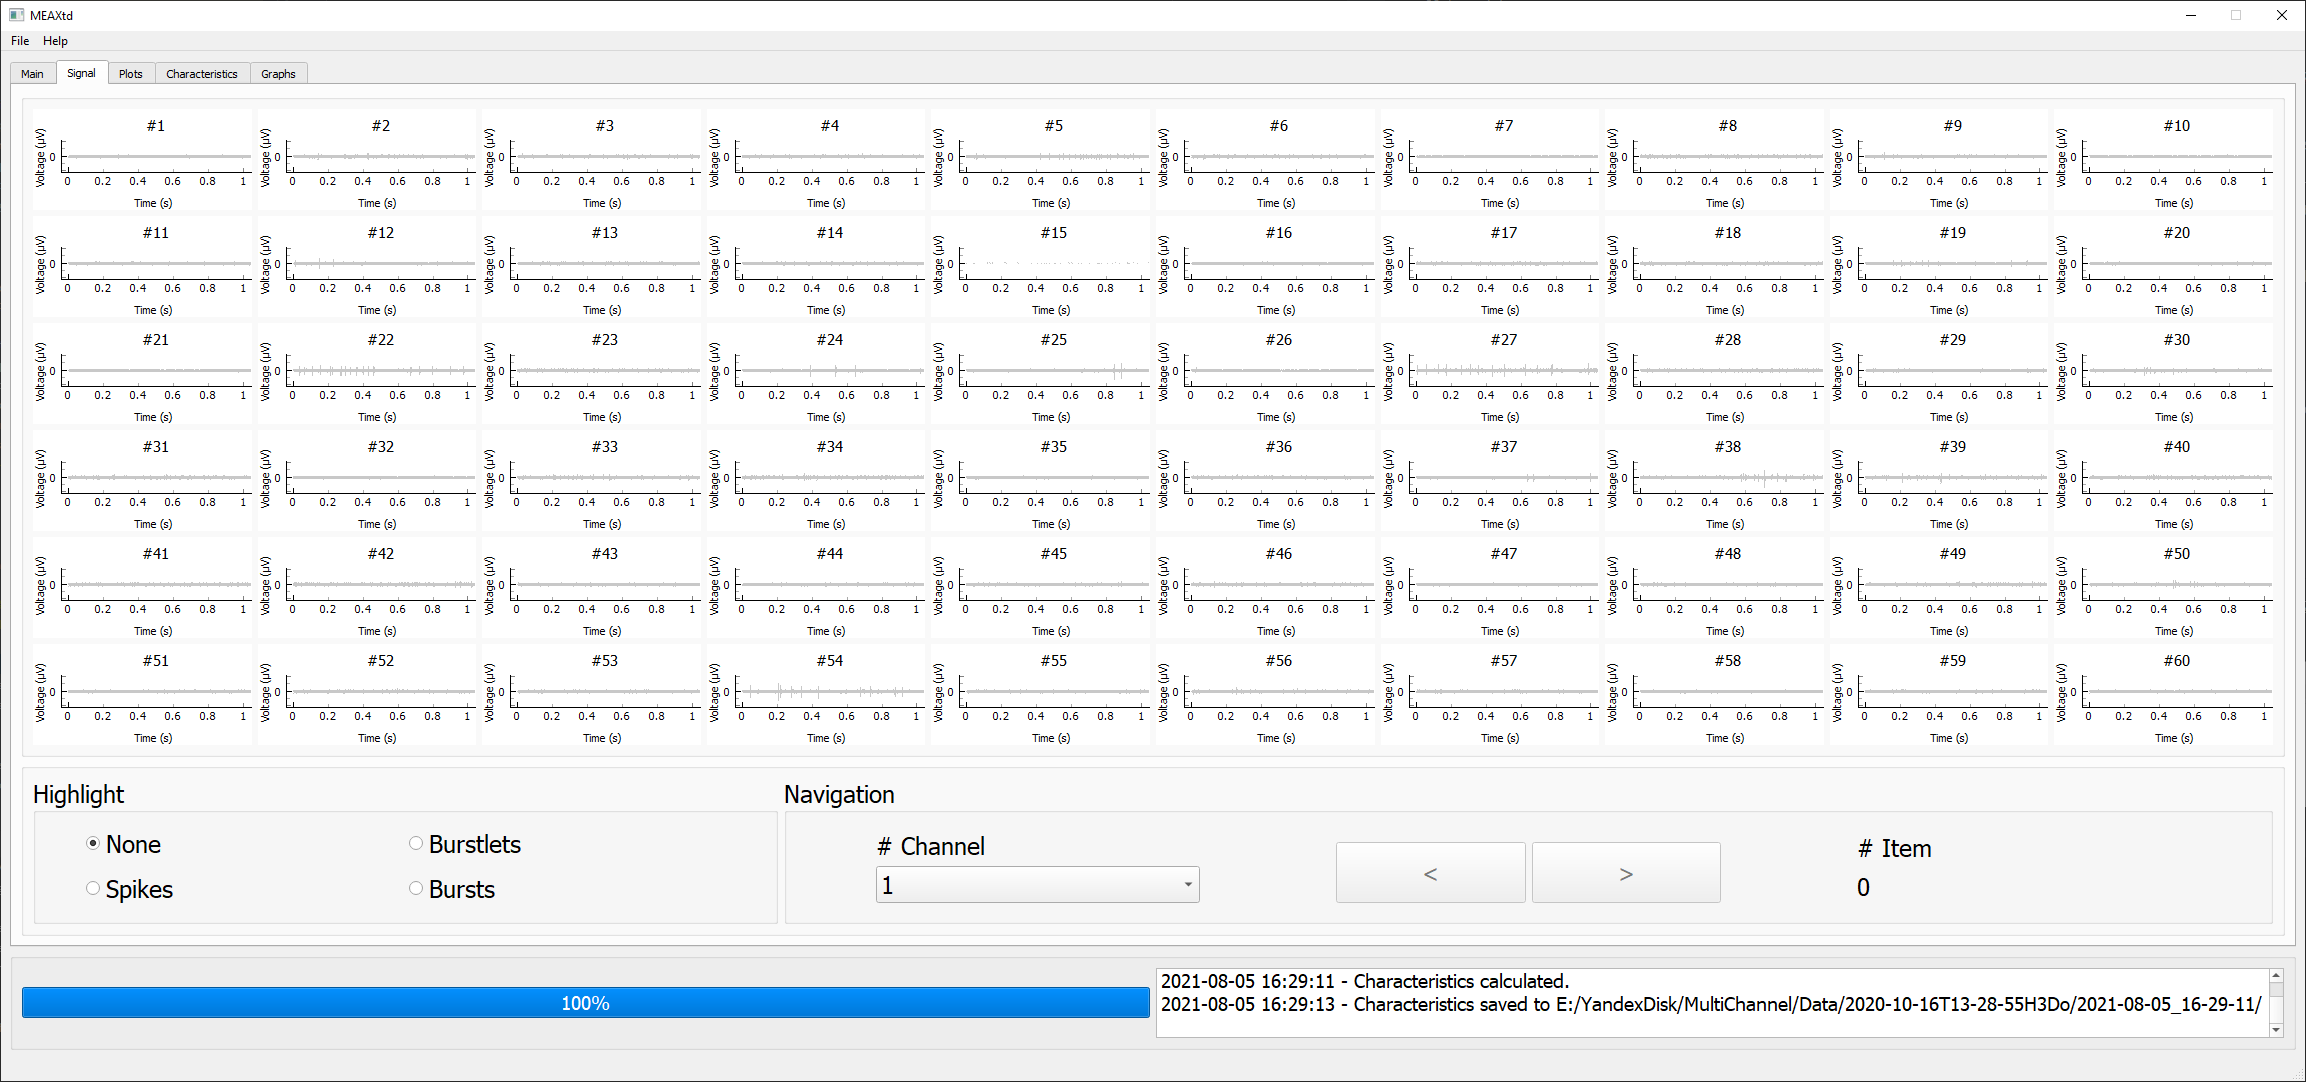 MEAXtd
File Help
Main Signal Plots Characteristics Graphs
#1 #2 #3 #4 #5 #6 #7 #8 #9 #10
Voltage (µV) 0 Voltage (µV) 0 Voltage (µV) 0 Voltage (µV) 0 Voltage (µV) 0 Voltage (µV) 0 Voltage (µV) 0 Voltage (µV) 0 Voltage (µV) 0 Voltage (µV) 0
0 0.2 0.4 0.6 0.8 1 0 0.2 0.4 0.6 0.8 1 0 0.2 0.4 0.6 0.8 1 0 0.2 0.4 0.6 0.8 1 0 0.2 0.4 0.6 0.8 1 0 0.2 0.4 0.6 0.8 1 0 0.2 0.4 0.6 0.8 1 0 0.2 0.4 0.6 0.8 1 0 0.2 0.4 0.6 0.8 1 0 0.2 0.4 0.6 0.8 1
Time (s) Time (s) Time (s) Time (s) Time (s) Time (s) Time (s) Time (s) Time (s) Time (s)
#11 #12 #13 #14 #15 #16 #17 #18 #19 #20
Voltage (µV) 0 Voltage (µV) 0 Voltage (µV) 0 Voltage (µV) 0 Voltage (µV) 0 Voltage (µV) 0 Voltage (µV) 0 Voltage (µV) 0 Voltage (µV) 0 Voltage (µV) 0
0 0.2 0.4 0.6 0.8 1 0 0.2 0.4 0.6 0.8 1 0 0.2 0.4 0.6 0.8 1 0 0.2 0.4 0.6 0.8 1 0 0.2 0.4 0.6 0.8 1 0 0.2 0.4 0.6 0.8 1 0 0.2 0.4 0.6 0.8 1 0 0.2 0.4 0.6 0.8 1 0 0.2 0.4 0.6 0.8 1 0 0.2 0.4 0.6 0.8 1
Time (s) Time (s) Time (s) Time (s) Time (s) Time (s) Time (s) Time (s) Time (s) Time (s)
#21 #22 #23 #24 #25 #26 #27 #28 #29 #30
Voltage (µV) 0 Voltage (µV) 0 Voltage (µV) 0 Voltage (µV) 0 Voltage (µV) 0 Voltage (µV) 0 Voltage (µV) 0 Voltage (µV) 0 Voltage (µV) 0 Voltage (µV) 0
0 0.2 0.4 0.6 0.8 1 0 0.2 0.4 0.6 0.8 1 0 0.2 0.4 0.6 0.8 1 0 0.2 0.4 0.6 0.8 1 0 0.2 0.4 0.6 0.8 1 0 0.2 0.4 0.6 0.8 1 0 0.2 0.4 0.6 0.8 1 0 0.2 0.4 0.6 0.8 1 0 0.2 0.4 0.6 0.8 1 0 0.2 0.4 0.6 0.8 1
Time (s) Time (s) Time (s) Time (s) Time (s) Time (s) Time (s) Time (s) Time (s) Time (s)
#31 #32 #33 #34 #35 #36 #37 #38 #39 #40
Voltage (µV) 0 Voltage (µV) 0 Voltage (µV) 0 Voltage (µV) 0 Voltage (µV) 0 Voltage (µV) 0 Voltage (µV) 0 Voltage (µV) 0 Voltage (µV) 0 Voltage (µV) 0
0 0.2 0.4 0.6 0.8 1 0 0.2 0.4 0.6 0.8 1 0 0.2 0.4 0.6 0.8 1 0 0.2 0.4 0.6 0.8 1 0 0.2 0.4 0.6 0.8 1 0 0.2 0.4 0.6 0.8 1 0 0.2 0.4 0.6 0.8 1 0 0.2 0.4 0.6 0.8 1 0 0.2 0.4 0.6 0.8 1 0 0.2 0.4 0.6 0.8 1
Time (s) Time (s) Time (s) Time (s) Time (s) Time (s) Time (s) Time (s) Time (s) Time (s)
#41 #42 #43 #44 #45 #46 #47 #48 #49 #50
Voltage (µV) 0 Voltage (µV) 0 Voltage (µV) 0 Voltage (µV) 0 Voltage (µV) 0 Voltage (µV) 0 Voltage (µV) 0 Voltage (µV) 0 Voltage (µV) 0 Voltage (µV) 0
0 0.2 0.4 0.6 0.8 1 0 0.2 0.4 0.6 0.8 1 0 0.2 0.4 0.6 0.8 1 0 0.2 0.4 0.6 0.8 1 0 0.2 0.4 0.6 0.8 1 0 0.2 0.4 0.6 0.8 1 0 0.2 0.4 0.6 0.8 1 0 0.2 0.4 0.6 0.8 1 0 0.2 0.4 0.6 0.8 1 0 0.2 0.4 0.6 0.8 1
Time (s) Time (s) Time (s) Time (s) Time (s) Time (s) Time (s) Time (s) Time (s) Time (s)
#51 #52 #53 #54 #55 #56 #57 #58 #59 #60
Voltage (µV) 0 Voltage (µV) 0 Voltage (µV) 0 Voltage (µV) 0 Voltage (µV) 0 Voltage (µV) 0 Voltage (µV) 0 Voltage (µV) 0 Voltage (µV) 0 Voltage (µV) 0
0 0.2 0.4 0.6 0.8 1 0 0.2 0.4 0.6 0.8 1 0 0.2 0.4 0.6 0.8 1 0 0.2 0.4 0.6 0.8 1 0 0.2 0.4 0.6 0.8 1 0 0.2 0.4 0.6 0.8 1 0 0.2 0.4 0.6 0.8 1 0 0.2 0.4 0.6 0.8 1 0 0.2 0.4 0.6 0.8 1 0 0.2 0.4 0.6 0.8 1
Time (s) Time (s) Time (s) Time (s) Time (s) Time (s) Time (s) Time (s) Time (s) Time (s)
Highlight
None Burstlets
Spikes Bursts
Navigation
# Channel
1
< >
# Item
0
100%
2021-08-05 16:29:11 - Characteristics calculated.
2021-08-05 16:29:13 - Characteristics saved to E:/YandexDisk/MultiChannel/Data/2020-10-16T13-28-55H3Do/2021-08-05_16-29-11/